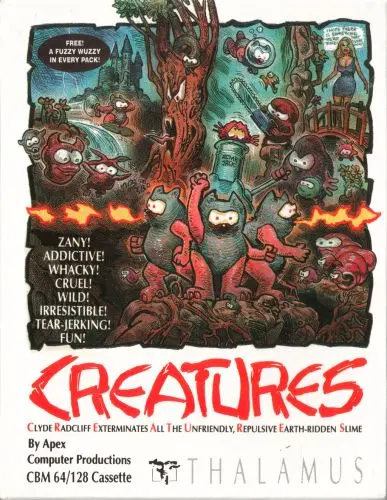 FREE!
A FUZZY WUZZY
IN EVERY PACK!
ZANY!
ADDICTIVE!
WHACKY!
CRUEL!
WILD!
IRRESISTIBLE!
TEAR-JERKING!
FUN!
CREATURES
CLYDE RADCLIFF EXTERMINATES ALL THE UNFRIENDLY, REPULSIVE EARTH-RIDDEN SLIME
By Apex
Computer Productions
CBM 64/128 Cassette
THALAMUS